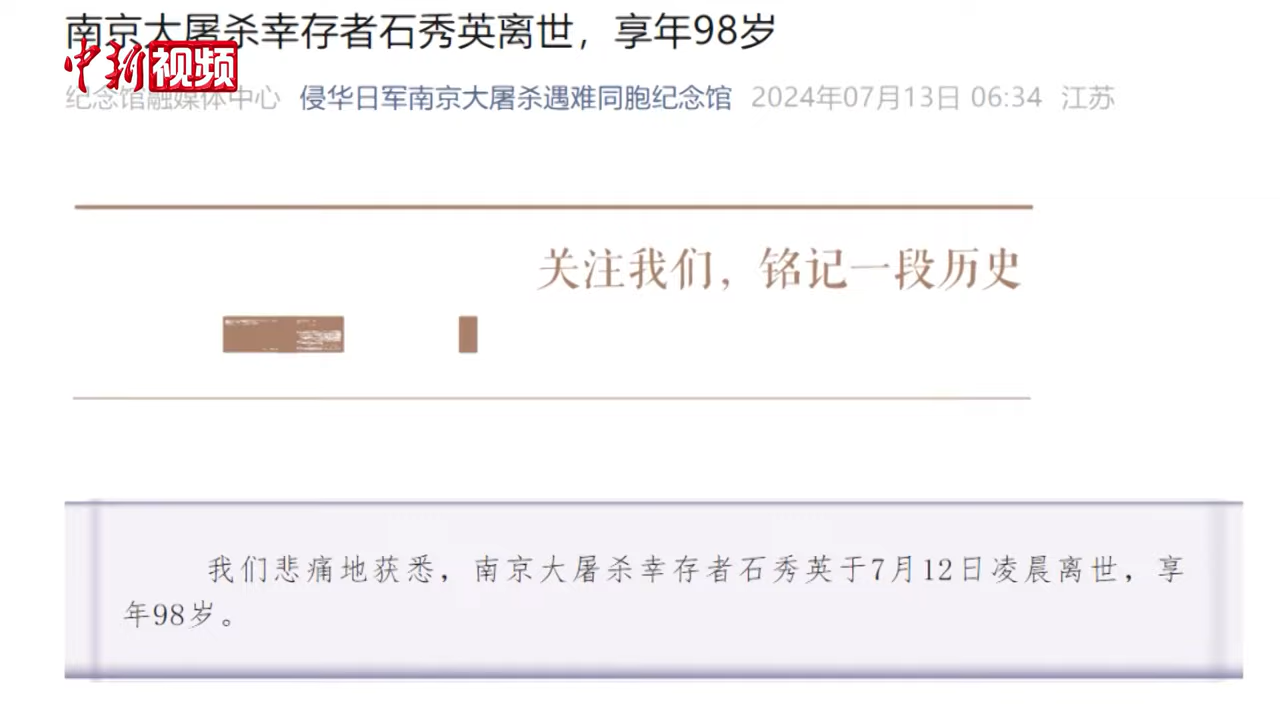 南京大屠杀幸存者石秀英离世，享年98岁
中新视频
纪念馆融媒体中心 侵华日军南京大屠杀遇难同胞纪念馆 2024年07月13日 06:34 江苏
关注我们，铭记一段历史
我们悲痛地获悉，南京大屠杀幸存者石秀英于7月12日凌晨离世，享
年98岁。